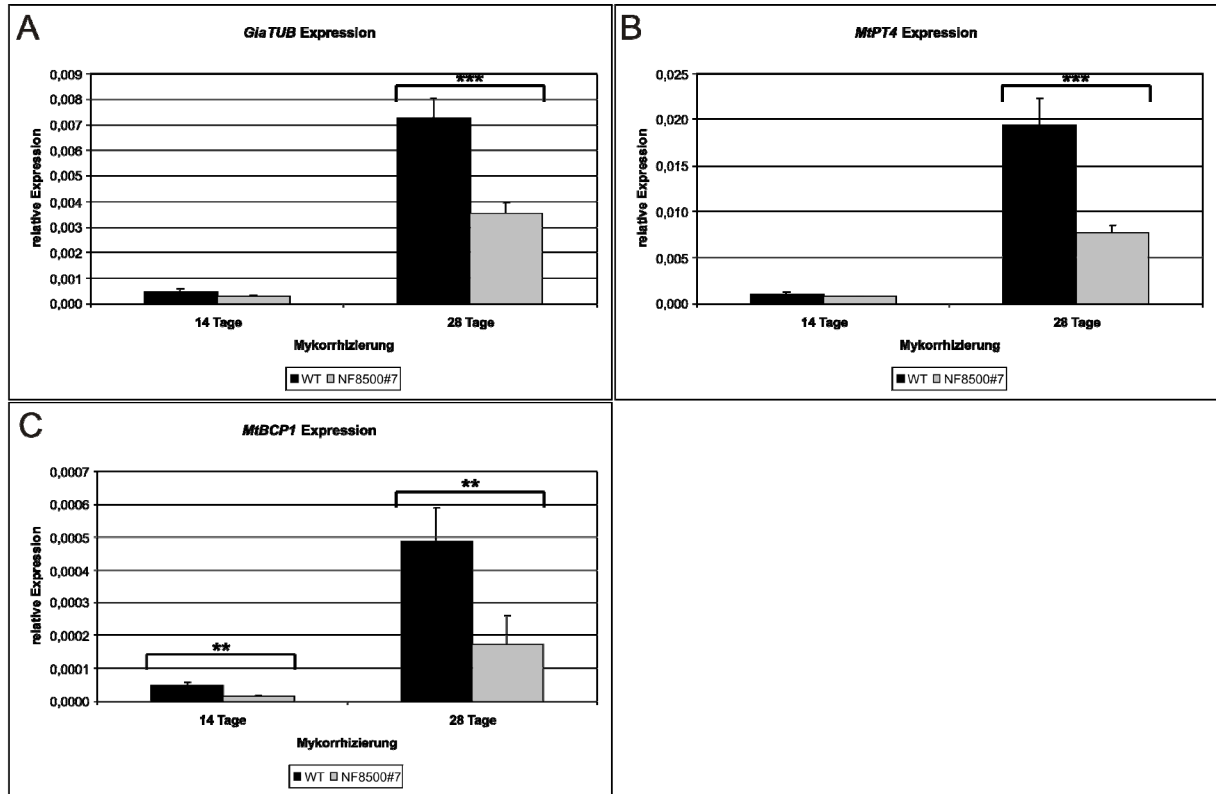 A
GiaTUB Expression
***
0,009
0,008
0,007
0,006
0,005
0,004
0,003
0,002
0,001
0,000
relative Expression
14 Tage
28 Tage
Mykorrhizierung
WT NF8500#7
B
MtPT4 Expression
***
0,025
0,020
0,015
0,010
0,005
0,000
relative Expression
14 Tage
28 Tage
Mykorrhizierung
WT NF8500#7
C
MtBCP1 Expression
0,0007
0,0006
0,0005
0,0004
0,0003
0,0002
0,0001
0,0000
relative Expression
**
**
14 Tage
28 Tage
Mykorrhizierung
WT NF8500#7